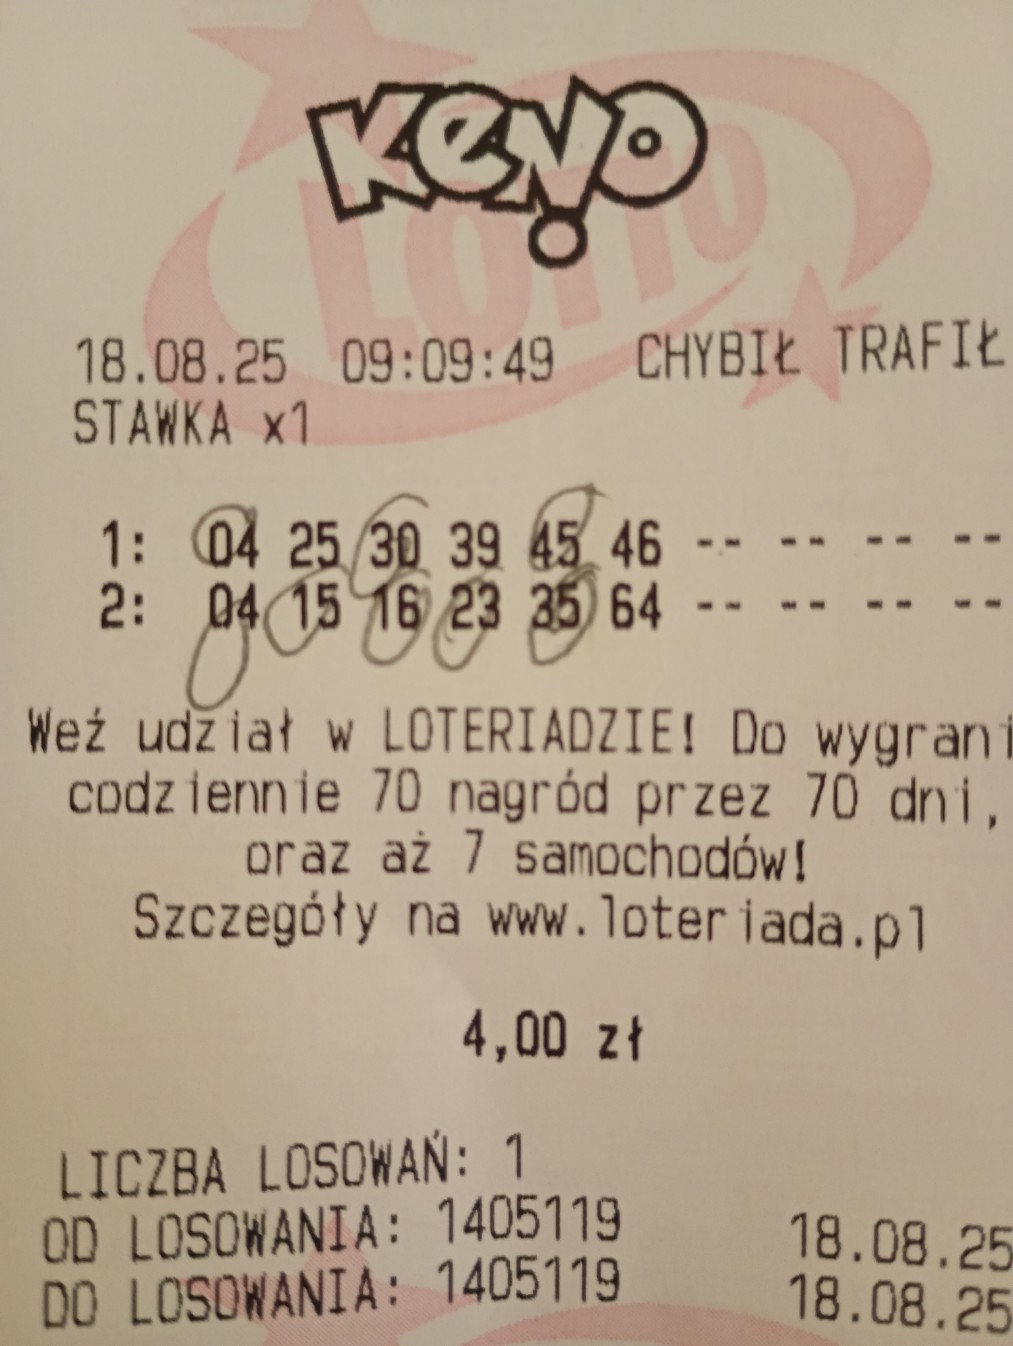 KENO
LOTTO
18.08.25 09:09:49 CHYBIŁ TRAFIŁ
STAWKA x1
1: 04 25 30 39 45 46 -- -- -- --
2: 04 15 16 23 35 64 -- -- -- --
Weź udział w LOTERIADZIE! Do wygrani
codziennie 70 nagród przez 70 dni,
oraz aż 7 samochodów!
Szczegóły na www.loteriada.pl
4,00 zł
LICZBA LOSOWAŃ: 1
OD LOSOWANIA: 1405119 18.08.25
DO LOSOWANIA: 1405119 18.08.25